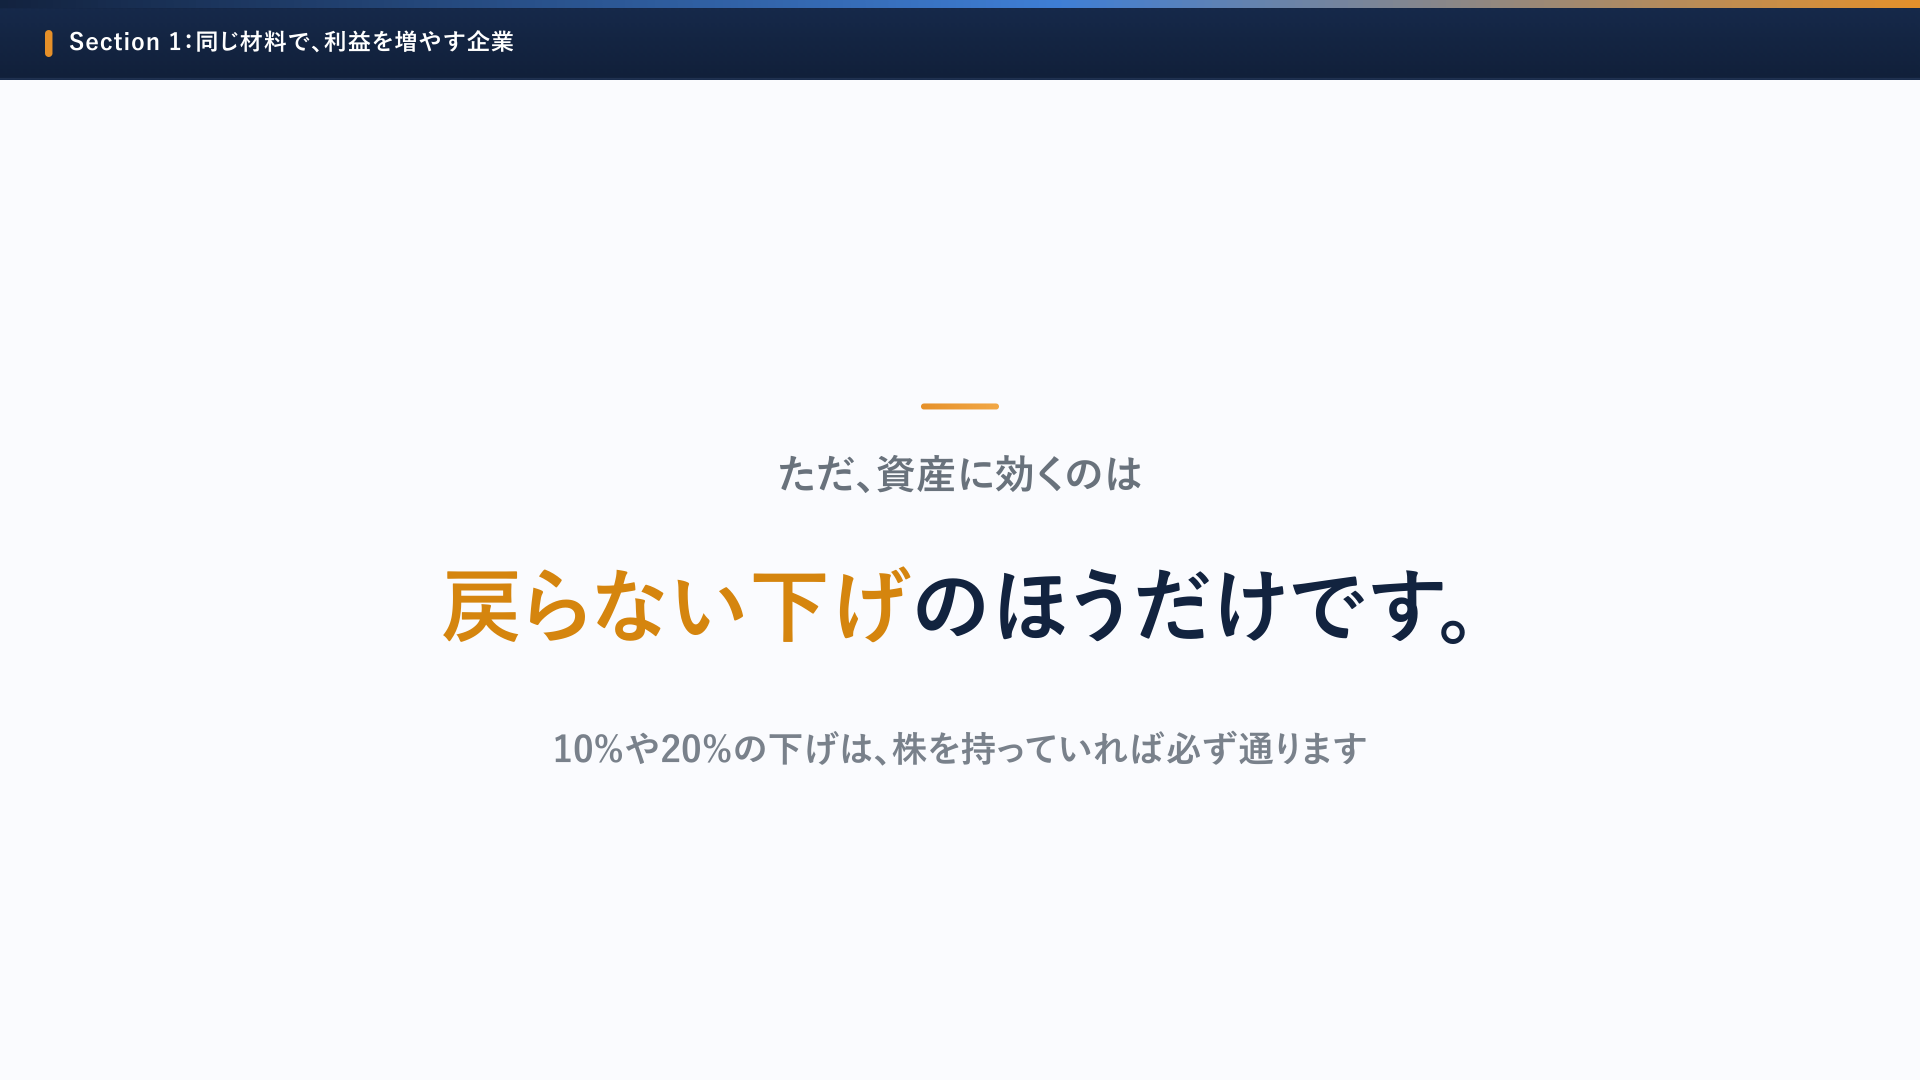 Section 1：同じ材料で、利益を増やす企業
ただ、資産に効くのは
戻らない下げのほうだけです。
10%や20%の下げは、株を持っていれば必ず通ります